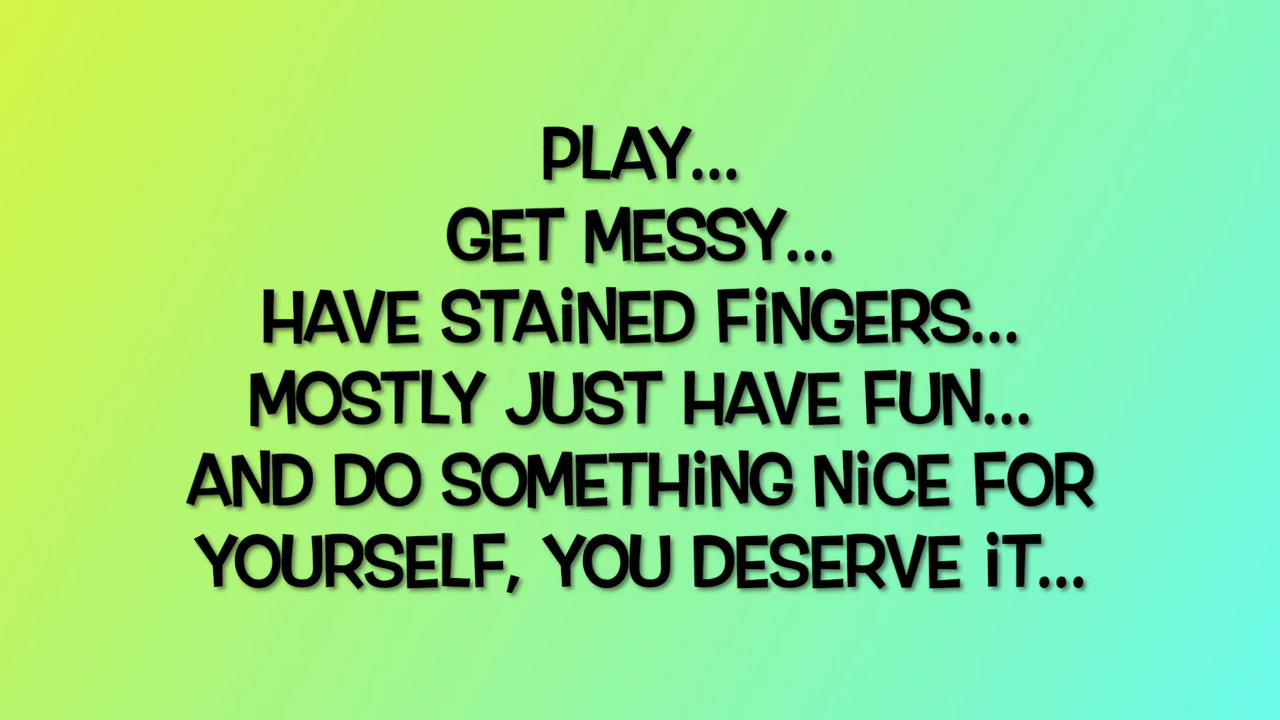 PLAY...
GET MESSY...
HAVE STAiNED FiNGERS...
MOSTLY JUST HAVE FUN...
AND DO SOMETHiNG NiCE FOR
YOURSELF, YOU DESERVE iT...